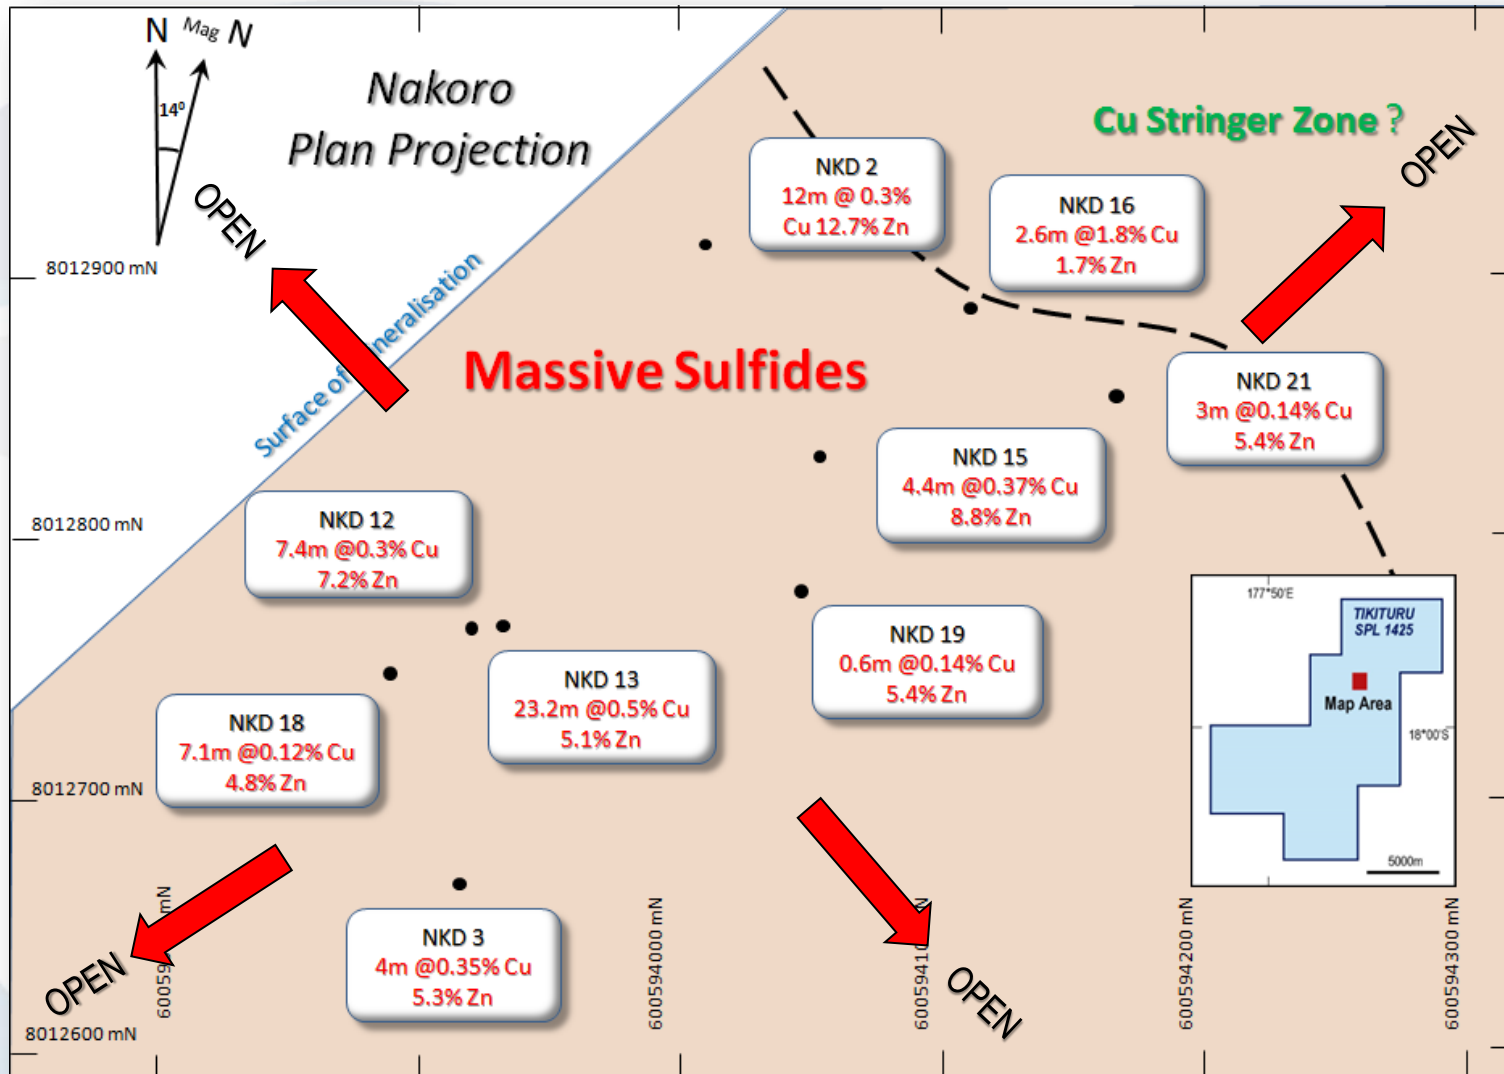 N Mag N
14⁰
Nakoro
Plan Projection
Cu Stringer Zone ?
OPEN
OPEN
NKD 2
12m @ 0.3%
Cu 12.7% Zn
NKD 16
2.6m @1.8% Cu
1.7% Zn
8012900 mN
Surface of
Massive Sulfides
NKD 21
3m @0.14% Cu
5.4% Zn
NKD 15
4.4m @0.37% Cu
8.8% Zn
8012800 mN
NKD 12
7.4m @0.3% Cu
7.2% Zn
NKD 19
0.6m @0.14% Cu
5.4% Zn
NKD 13
23.2m @0.5% Cu
5.1% Zn
NKD 18
7.1m @0.12% Cu
4.8% Zn
8012700 mN
177°50'E
TIKITURU
SPL 1425
Map Area
18°00'S
5000m
NKD 3
4m @0.35% Cu
5.3% Zn
OPEN
OPEN
8012600 mN
600594000 mN
600594200 mN
600594300 mN